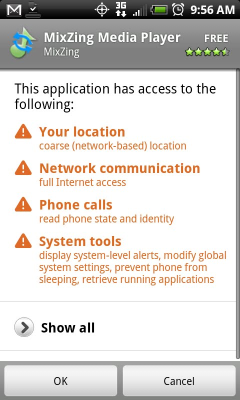 3G
9:56 AM
MixZing Media Player
FREE
MixZing
This application has access to the
following:
Your location
coarse (network-based) location
Network communication
full Internet access
Phone calls
read phone state and identity
System tools
display system-level alerts, modify global
system settings, prevent phone from
sleeping, retrieve running applications
Show all
OK
Cancel